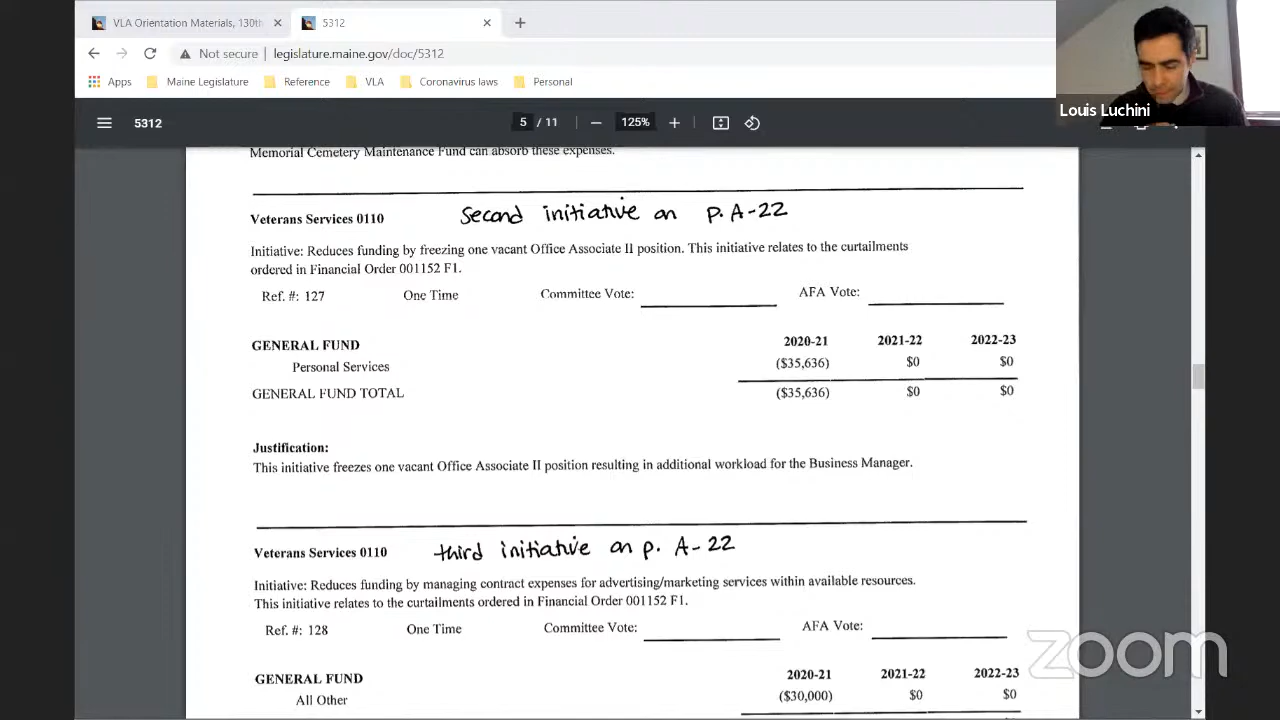 VLA Orientation Materials, 130th
5312
Not secure | legislature.maine.gov/doc/5312
Apps Maine Legislature Reference VLA Coronavirus laws Personal
Louis Luchini
5312 5 / 11 125%
Memorial Cemetery Maintenance Fund can absorb these expenses.
Veterans Services 0110 Second initiative on p. A-22
Initiative: Reduces funding by freezing one vacant Office Associate II position. This initiative relates to the curtailments
ordered in Financial Order 001152 F1.
Ref. #: 127 One Time Committee Vote: AFA Vote:
2020-21 2021-22 2022-23
GENERAL FUND
Personal Services ($35,636) $0 $0
GENERAL FUND TOTAL ($35,636) $0 $0
Justification:
This initiative freezes one vacant Office Associate II position resulting in additional workload for the Business Manager.
Veterans Services 0110 third initiative on p. A-22
Initiative: Reduces funding by managing contract expenses for advertising/marketing services within available resources.
This initiative relates to the curtailments ordered in Financial Order 001152 F1.
Ref. #: 128 One Time Committee Vote: AFA Vote:
zoom
GENERAL FUND 2020-21 2021-22 2022-23
All Other ($30,000) $0 $0